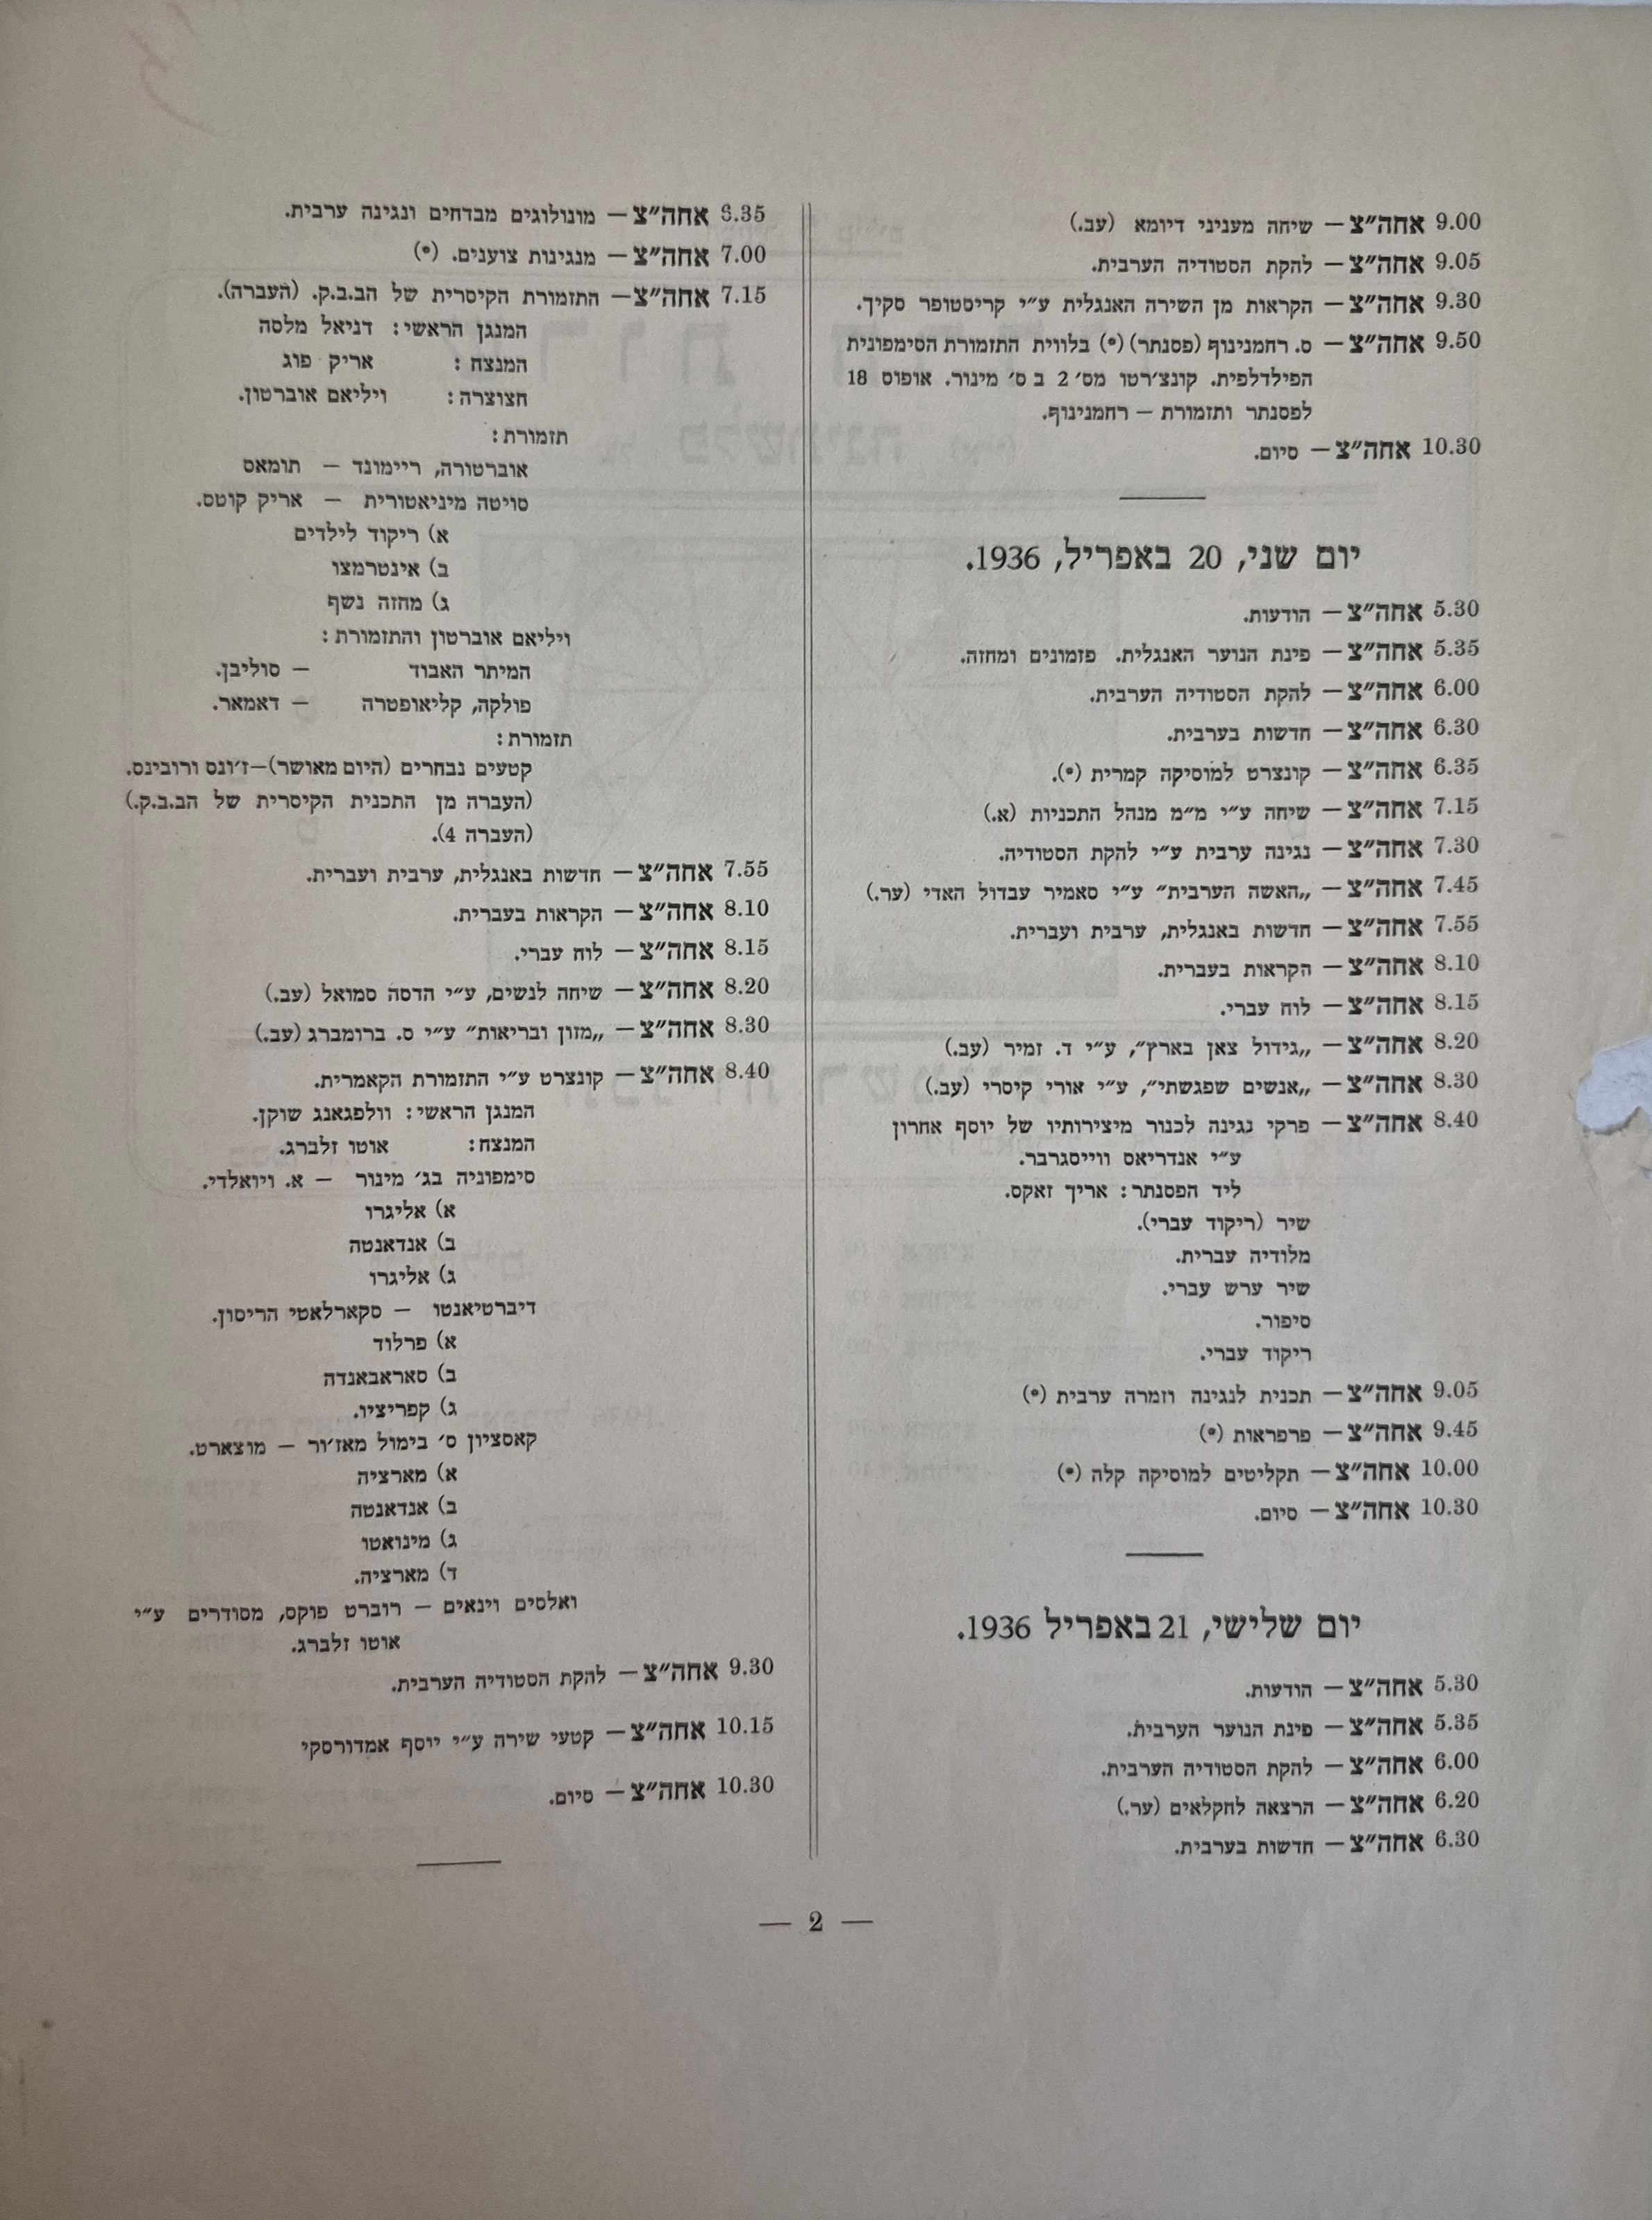 9.00 אחה״צ — שיחה מעניני דיומא (עב.)
9.05 אחה״צ — להקת הסטודיה הערבית.
9.30 אחה״צ — הקראות מן השירה האנגלית ע״י קריסטופר סקיך.
9.50 אחה״צ — ס. רחמנינוף (פסנתר) (*) בלווית התזמורת הסימפונית
הפילדלפית. קונצ׳רטו מס׳ 2 ב ס׳ מינור. אופוס 18
לפסנתר ותזמורת — רחמנינוף.
10.30 אחה״צ — סיום.
יום שני, 20 באפריל, 1936.
5.30 אחה״צ — הודעות.
5.35 אחה״צ — פינת הנוער האנגלית. פזמונים ומחזה.
6.00 אחה״צ — להקת הסטודיה הערבית.
6.30 אחה״צ — חדשות בערבית.
6.35 אחה״צ — קונצרט למוסיקה קמרית (*).
7.15 אחה״צ — שיחה ע״י מ״מ מנהל התכניות (א.)
7.30 אחה״צ — נגינה ערבית ע״י להקת הסטודיה.
7.45 אחה״צ — „האשה הערבית״ ע״י סאמיר עבדול האדי (ער.)
7.55 אחה״צ — חדשות באנגלית, ערבית ועברית.
8.10 אחה״צ — הקראות בעברית.
8.15 אחה״צ — לוח עברי.
8.20 אחה״צ — „גידול צאן בארץ״, ע״י ד. זמיר (עב.)
8.30 אחה״צ — „אנשים שפגשתי״, ע״י אורי קיסרי (עב.)
8.40 אחה״צ — פרקי נגינה לכנור מיצירותיו של יוסף אחרון
ע״י אנדריאס ווייסגרבר.
ליד הפסנתר : אריך זאקס.
שיר (ריקוד עברי).
מלודיה עברית.
שיר ערש עברי.
סיפור.
ריקוד עברי.
9.05 אחה״צ — תכנית לנגינה וזמרה ערבית (*)
9.45 אחה״צ — פרפראות (*)
10.00 אחה״צ — תקליטים למוסיקה קלה (*)
10.30 אחה״צ — סיום.
יום שלישי, 21 באפריל 1936.
5.30 אחה״צ — הודעות.
5.35 אחה״צ — פינת הנוער הערבית.
6.00 אחה״צ — להקת הסטודיה הערבית.
6.20 אחה״צ — הרצאה לחקלאים (ער.)
6.30 אחה״צ — חדשות בערבית.
6.35 אחה״צ — מונולוגים מבדחים ונגינה ערבית.
7.00 אחה״צ — מנגינות צוענים. (*)
7.15 אחה״צ — התזמורת הקיסרית של הב.ב.ק. (העברה).
המנגן הראשי : דניאל מלסה
המנצח : אריק פוג
חצוצרה : ויליאם אוברטון.
תזמורת :
אוברטורה, ריימונד — תומאס
סויטה מיניאטורית — אריק קוטס.
א) ריקוד לילדים
ב) אינטרמצו
ג) מחזה נשף
ויליאם אוברטון והתזמורת :
המיתר האבוד — סוליבן.
פולקה, קליאופטרה — דאמאר.
תזמורת :
קטעים נבחרים (היום מאושר)—ז׳ונס ורובינס.
(העברה מן התכנית הקיסרית של הב.ב.ק.)
(העברה 4).
7.55 אחה״צ — חדשות באנגלית, ערבית ועברית.
8.10 אחה״צ — הקראות בעברית.
8.15 אחה״צ — לוח עברי.
8.20 אחה״צ — שיחה לנשים, ע״י הדסה סמואל (עב.)
8.30 אחה״צ — „מזון ובריאות״ ע״י ס. ברומברג (עב.)
8.40 אחה״צ — קונצרט ע״י התזמורת הקאמרית.
המנגן הראשי : וולפגאנג שוקן.
המנצח : אוטו זלברג.
סימפוניה בג׳ מינור — א. ויואלדי.
א) אליגרו
ב) אנדאנטה
ג) אליגרו
דיברטיאנטו — סקארלאטי הריסון.
א) פרלוד
ב) סאראבאנדה
ג) קפריציו.
קאסציון ס׳ בימול מאז׳ור — מוצארט.
א) מארציה
ב) אנדאנטה
ג) מינואטו
ד) מארציה.
ואלסים וינאים — רוברט פוקס, מסודרים ע״י
אוטו זלברג.
9.30 אחה״צ — להקת הסטודיה הערבית.
10.15 אחה״צ — קטעי שירה ע״י יוסף אמדורסקי
10.30 אחה״צ — סיום.
— 2 —